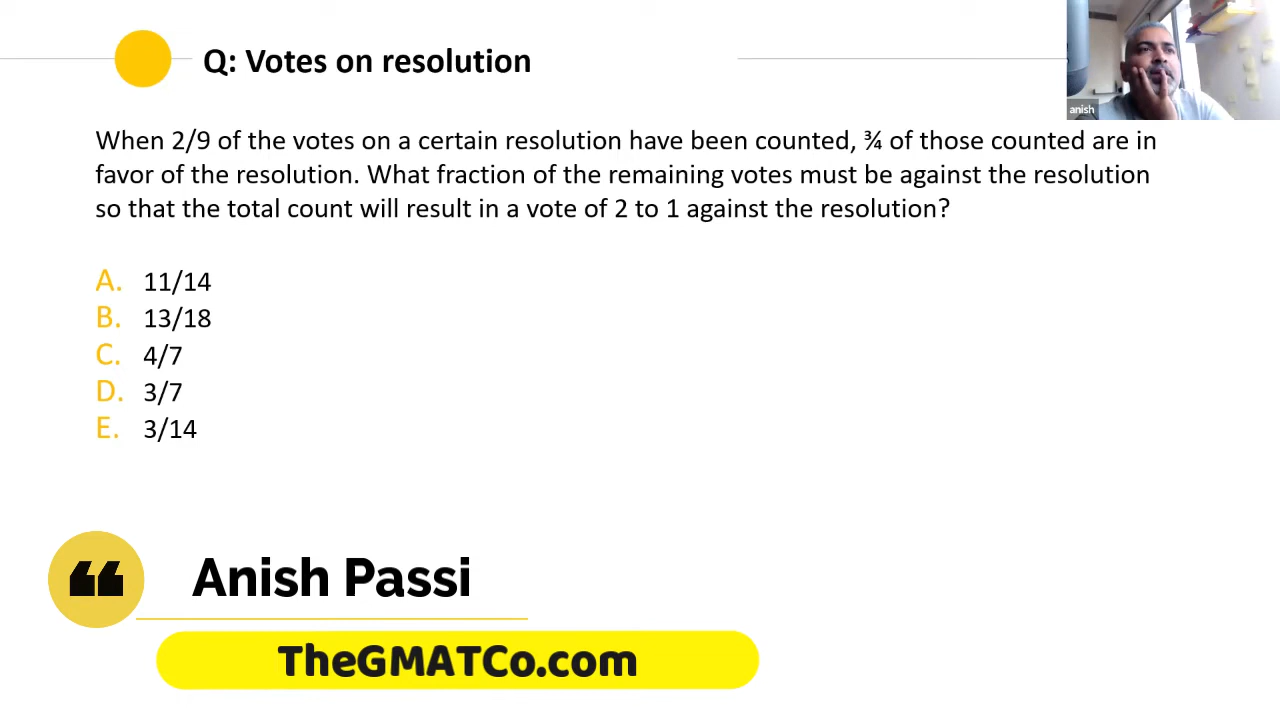 Q: Votes on resolution
anish
When 2/9 of the votes on a certain resolution have been counted, ¾ of those counted are in
favor of the resolution. What fraction of the remaining votes must be against the resolution
so that the total count will result in a vote of 2 to 1 against the resolution?
A. 11/14
B. 13/18
C. 4/7
D. 3/7
E. 3/14
❝ Anish Passi
TheGMATCo.com